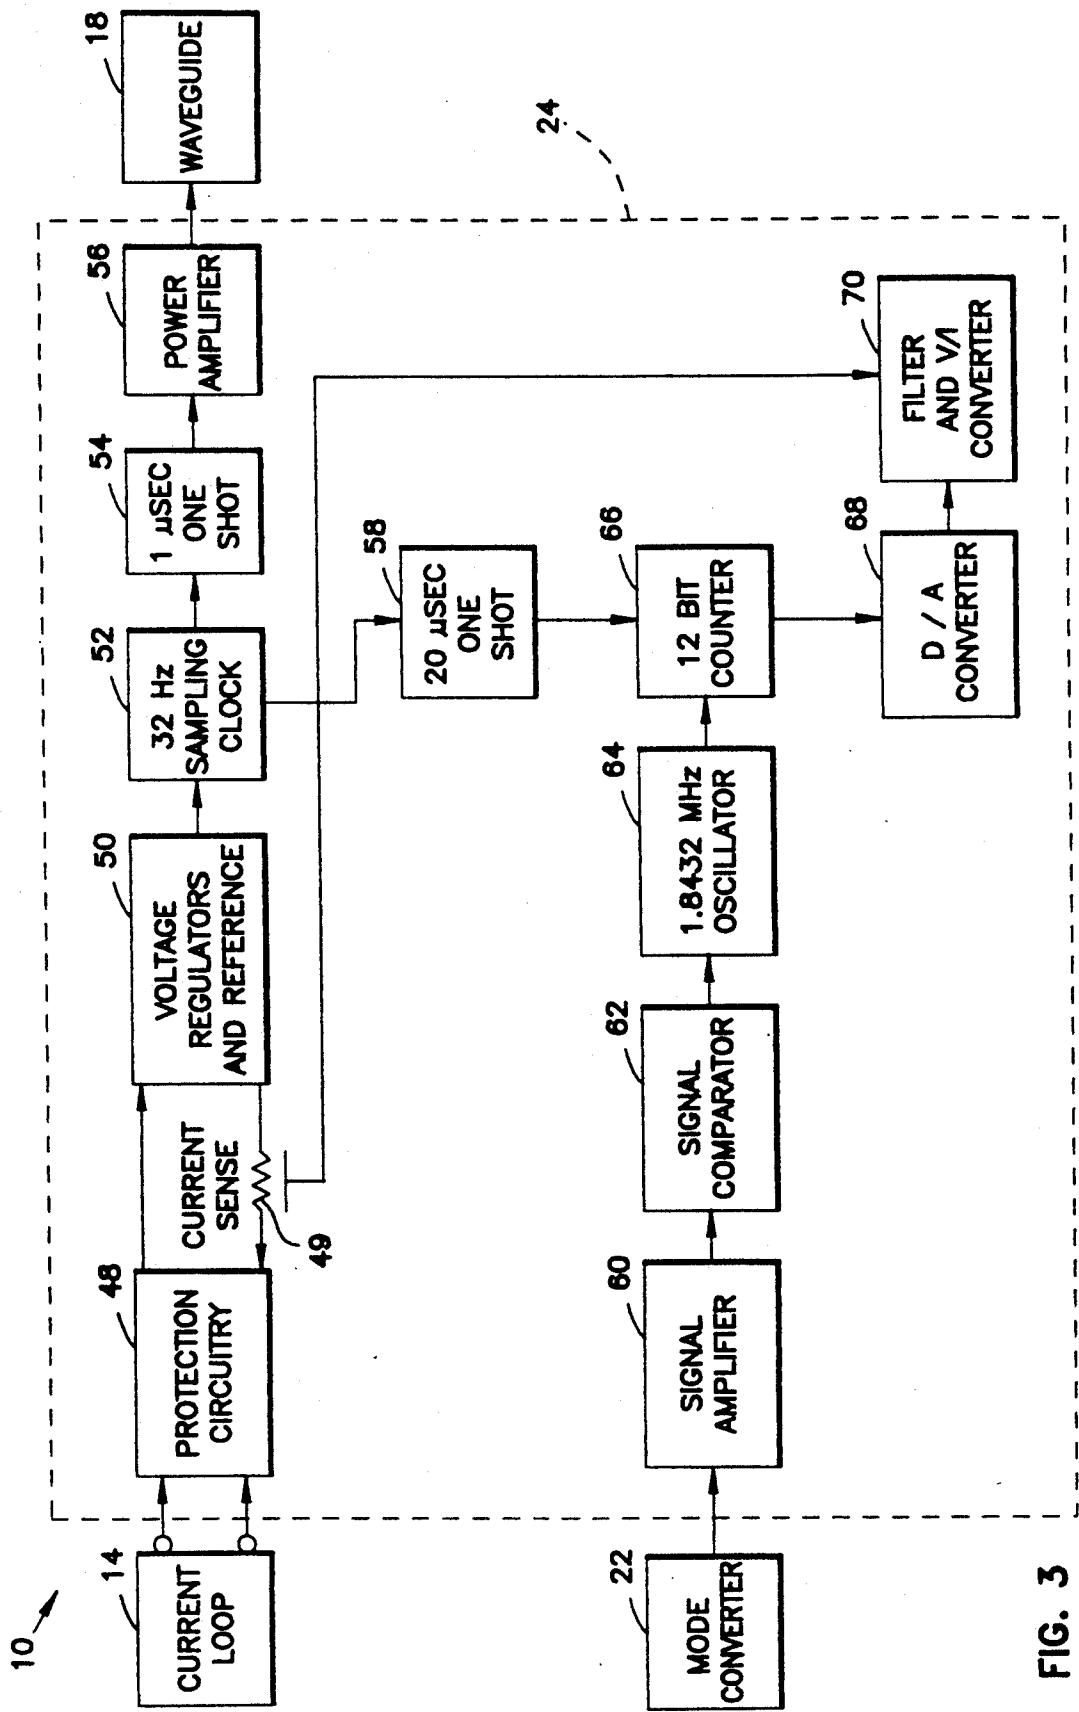 10
14
CURRENT
LOOP
48
PROTECTION
CIRCUITRY
CURRENT
SENSE
49
50
VOLTAGE
REGULATORS
AND REFERENCE
52
32 Hz
SAMPLING
CLOCK
54
1 µSEC
ONE
SHOT
56
POWER
AMPLIFIER
18
WAVEGUIDE
24
58
20 µSEC
ONE
SHOT
22
MODE
CONVERTER
60
SIGNAL
AMPLIFIER
62
SIGNAL
COMPARATOR
64
1.8432 MHz
OSCILLATOR
66
12 BIT
COUNTER
68
D / A
CONVERTER
70
FILTER
AND V/I
CONVERTER
FIG. 3